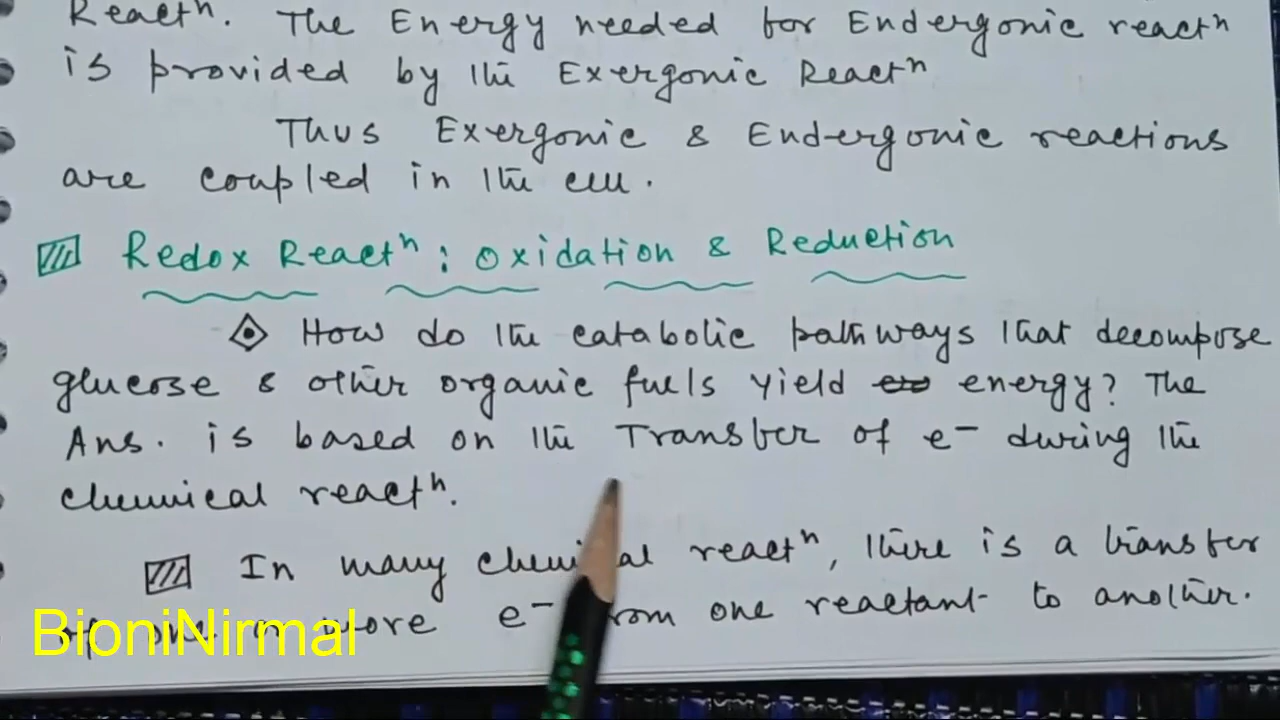 Reactⁿ. The Energy needed for Endergonic reactⁿ
is provided by the Exergonic Reactⁿ
Thus Exergonic & Endergonic reactions
are coupled in the cell.
Redox Reactⁿ: Oxidation & Reduction
How do the catabolic pathways that decompose
glucose & other organic fuels yield energy? The
Ans. is based on the Transfer of e⁻ during the
chemical reactⁿ.
In many chemical reactⁿ, there is a transfer
of one or more e⁻ from one reactant to another.
BioniNirmal